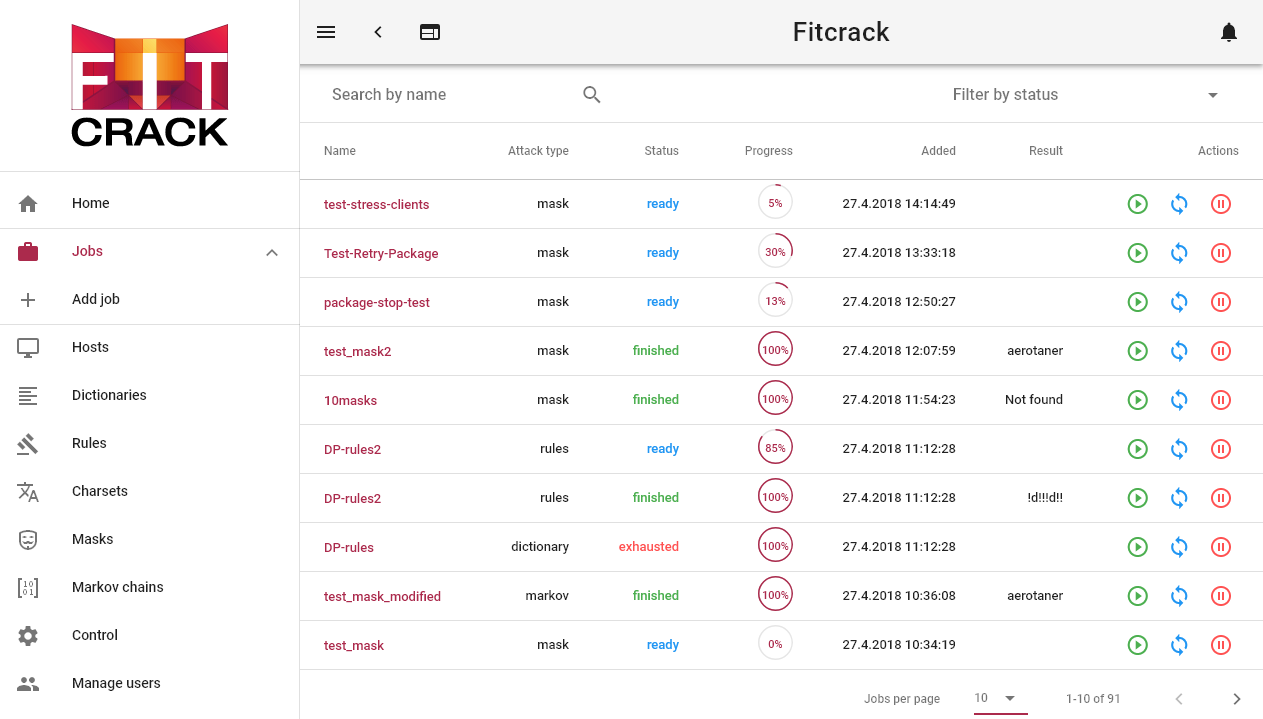 FIT
CRACK
Home
Jobs
Add job
Hosts
Dictionaries
Rules
Charsets
Masks
Markov chains
Control
Manage users
Fitcrack
Search by name Filter by status
Name Attack type Status Progress Added Result Actions
test-stress-clients mask ready 5% 27.4.2018 14:14:49
Test-Retry-Package mask ready 30% 27.4.2018 13:33:18
package-stop-test mask ready 13% 27.4.2018 12:50:27
test_mask2 mask finished 100% 27.4.2018 12:07:59 aerotaner
10masks mask finished 100% 27.4.2018 11:54:23 Not found
DP-rules2 rules ready 85% 27.4.2018 11:12:28
DP-rules2 rules finished 100% 27.4.2018 11:12:28 !d!!!d!!
DP-rules dictionary exhausted 100% 27.4.2018 11:12:28
test_mask_modified markov finished 100% 27.4.2018 10:36:08 aerotaner
test_mask mask ready 0% 27.4.2018 10:34:19
Jobs per page 10 1-10 of 91